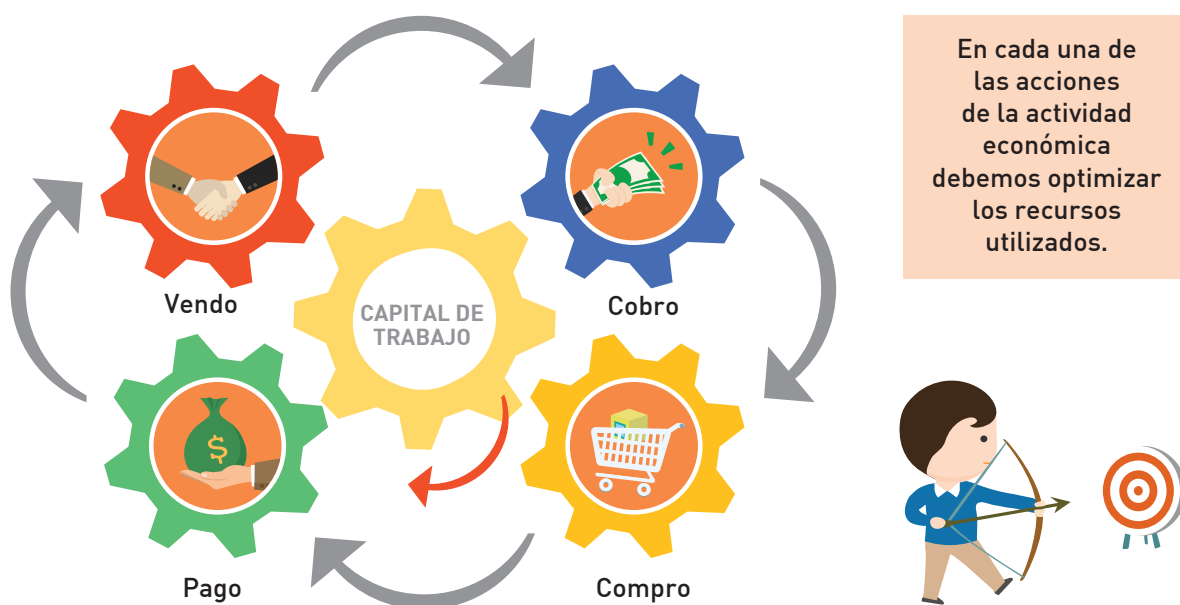 Vendo
Cobro
CAPITAL DE
TRABAJO
$
Pago
Compro
En cada una de
las acciones
de la actividad
económica
debemos optimizar
los recursos
utilizados.